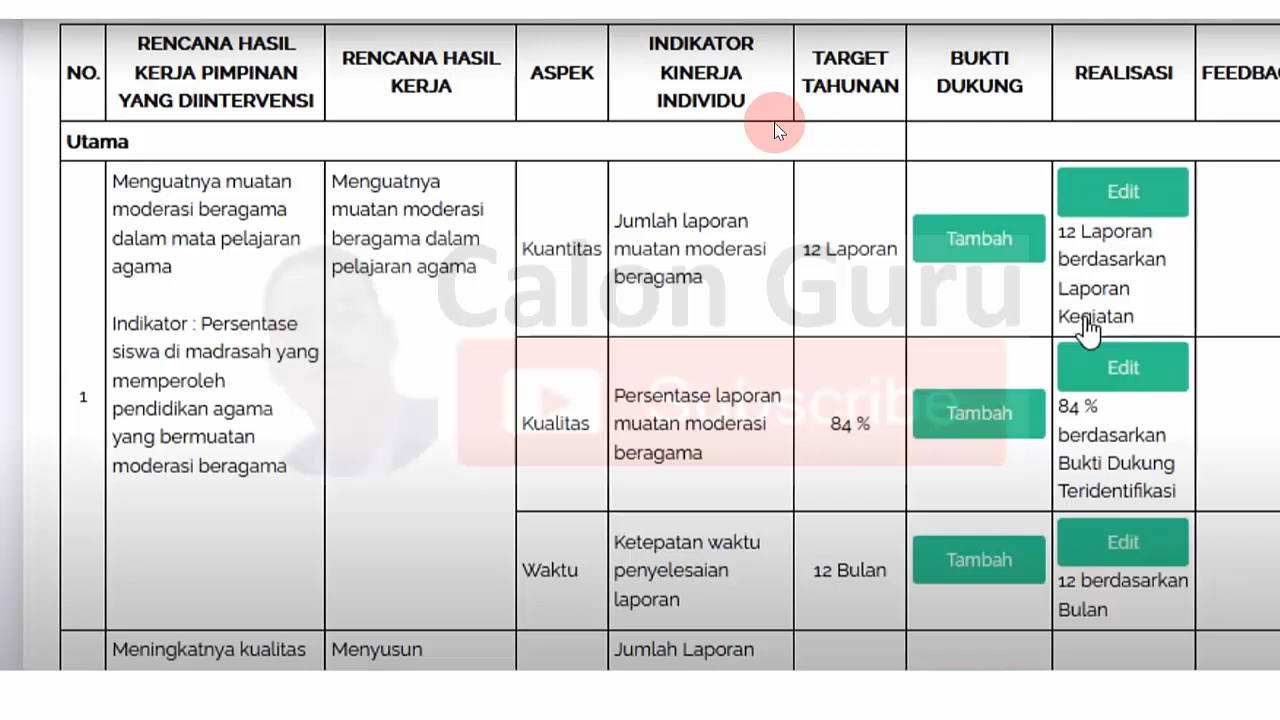 NO.
RENCANA HASIL
KERJA PIMPINAN
YANG DIINTERVENSI
RENCANA HASIL
KERJA
ASPEK
INDIKATOR
KINERJA
INDIVIDU
TARGET
TAHUNAN
BUKTI
DUKUNG
REALISASI
FEEDBA
Utama
1
Menguatnya muatan
moderasi beragama
dalam mata pelajaran
agama
Indikator : Persentase
siswa di madrasah yang
memperoleh
pendidikan agama
yang bermuatan
moderasi beragama
Menguatnya
muatan moderasi
beragama dalam
pelajaran agama
Kuantitas
Jumlah laporan
muatan moderasi
beragama
12 Laporan
Tambah
Edit
12 Laporan
berdasarkan
Laporan
Kegiatan
Kualitas
Persentase laporan
muatan moderasi
beragama
84 %
Tambah
Edit
84 %
berdasarkan
Bukti Dukung
Teridentifikasi
Waktu
Ketepatan waktu
penyelesaian
laporan
12 Bulan
Tambah
Edit
12 berdasarkan
Bulan
Meningkatnya kualitas
Menyusun
Jumlah Laporan
Calon Guru
Subscribe